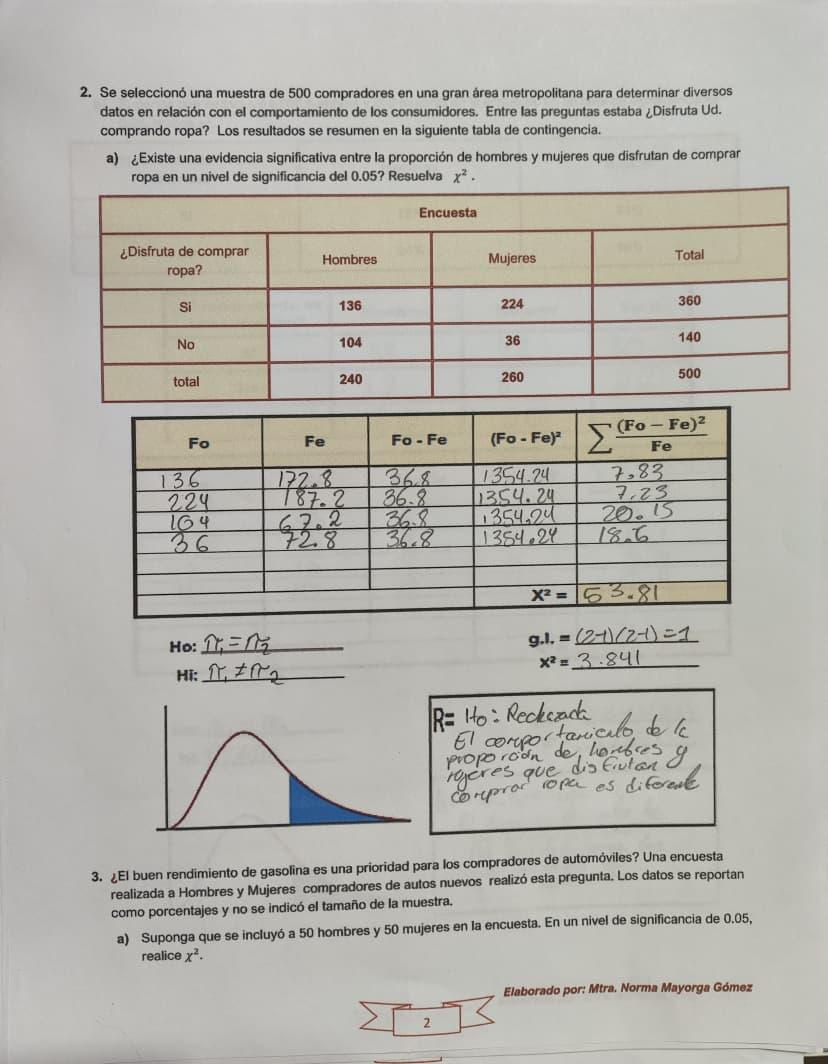 2. Se seleccionó una muestra de 500 compradores en una gran área metropolitana para determinar diversos
datos en relación con el comportamiento de los consumidores. Entre las preguntas estaba ¿Disfruta Ud.
comprando ropa? Los resultados se resumen en la siguiente tabla de contingencia.
a) ¿Existe una evidencia significativa entre la proporción de hombres y mujeres que disfrutan de comprar
ropa en un nivel de significancia del 0.05? Resuelva χ².
Encuesta
¿Disfruta de comprar
ropa?
Hombres Mujeres Total
Si 136 224 360
No 104 36 140
total 240 260 500
Fo Fe Fo - Fe (Fo - Fe)² ∑ (Fo − Fe)² / Fe
136 172.8 36.8 1354.24 7,83
224 187.2 36.8 1354.24 7.23
104 67.2 36.8 1354.24 20.15
36 72.8 36.8 1354.24 18.6
X² = 53.81
Ho: π₁ = π₂ g.l. = (2-1)(2-1)=1
Hi: π₁ ≠ π₂ X² = 3.841
R= Ho: Rechazada
El comportamiento de la
proporción de hombres y
mjeres que disfrutan
comprar ropa es diferente
3. ¿El buen rendimiento de gasolina es una prioridad para los compradores de automóviles? Una encuesta
realizada a Hombres y Mujeres compradores de autos nuevos realizó esta pregunta. Los datos se reportan
como porcentajes y no se indicó el tamaño de la muestra.
a) Suponga que se incluyó a 50 hombres y 50 mujeres en la encuesta. En un nivel de significancia de 0.05,
realice χ².
Elaborado por: Mtra. Norma Mayorga Gómez
2